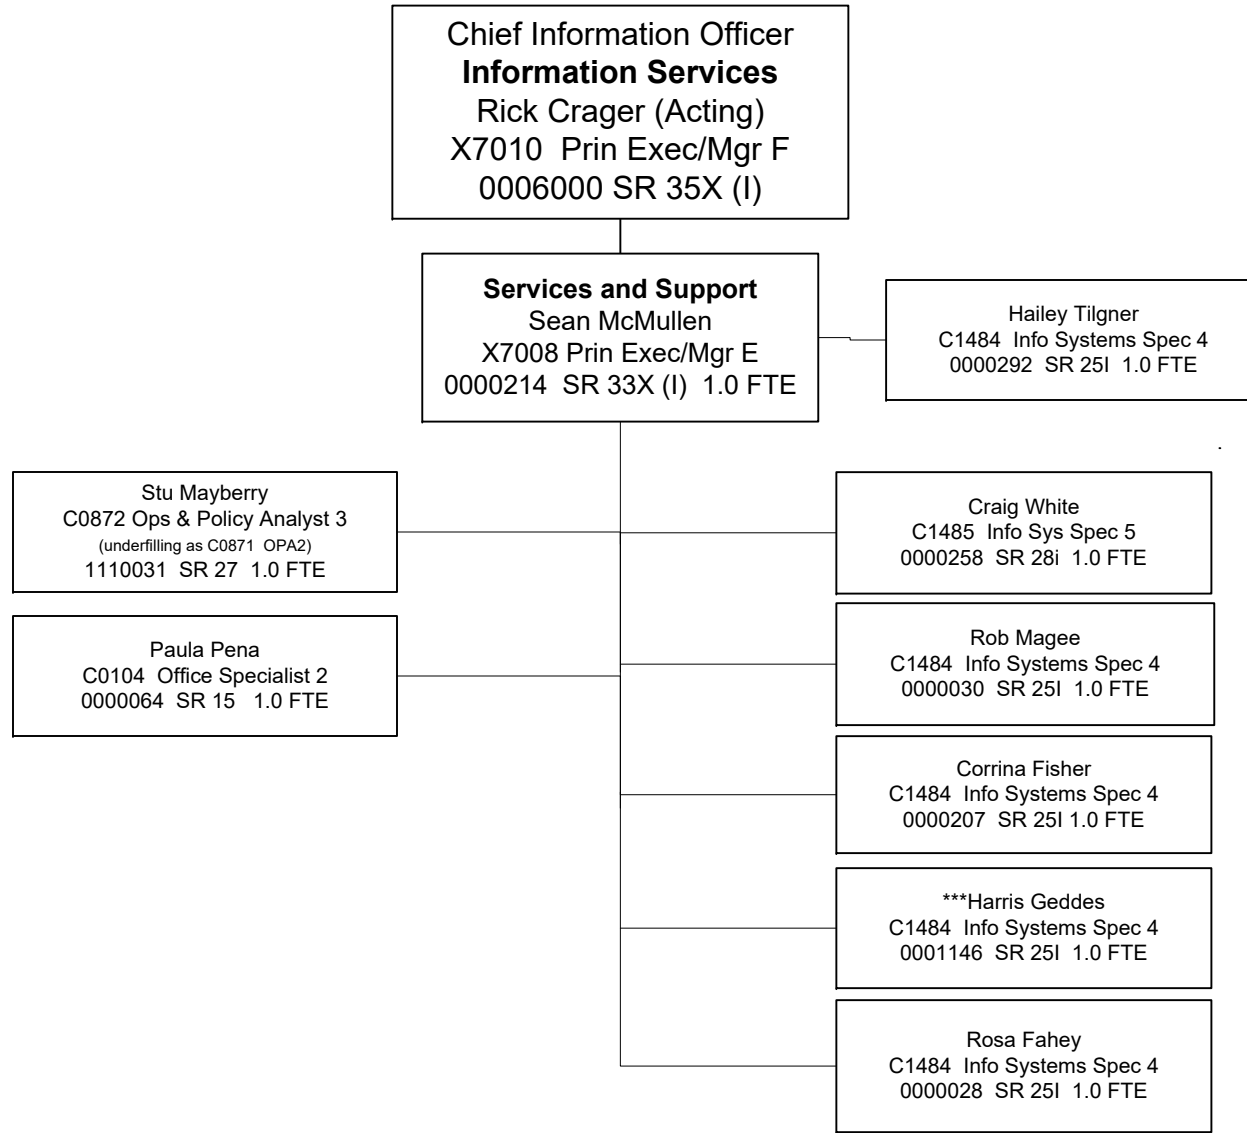 Chief Information Officer
Information Services
Rick Crager (Acting)
X7010  Prin Exec/Mgr F
0006000 SR 35X (I)
Services and Support
Sean McMullen
X7008 Prin Exec/Mgr E
0000214  SR 33X (I)  1.0 FTE
Hailey Tilgner
C1484  Info Systems Spec 4
0000292  SR 25I  1.0 FTE
.
Stu Mayberry
C0872 Ops & Policy Analyst 3
(underfilling as C0871  OPA2)
1110031  SR 27  1.0 FTE
Paula Pena
C0104  Office Specialist 2
0000064  SR 15   1.0 FTE
Craig White
C1485  Info Sys Spec 5
0000258  SR 28i  1.0 FTE
Rob Magee
C1484  Info Systems Spec 4
0000030  SR 25I  1.0 FTE
Corrina Fisher
C1484  Info Systems Spec 4
0000207  SR 25I 1.0 FTE
***Harris Geddes
C1484  Info Systems Spec 4
0001146  SR 25I  1.0 FTE
Rosa Fahey
C1484  Info Systems Spec 4
0000028  SR 25I  1.0 FTE